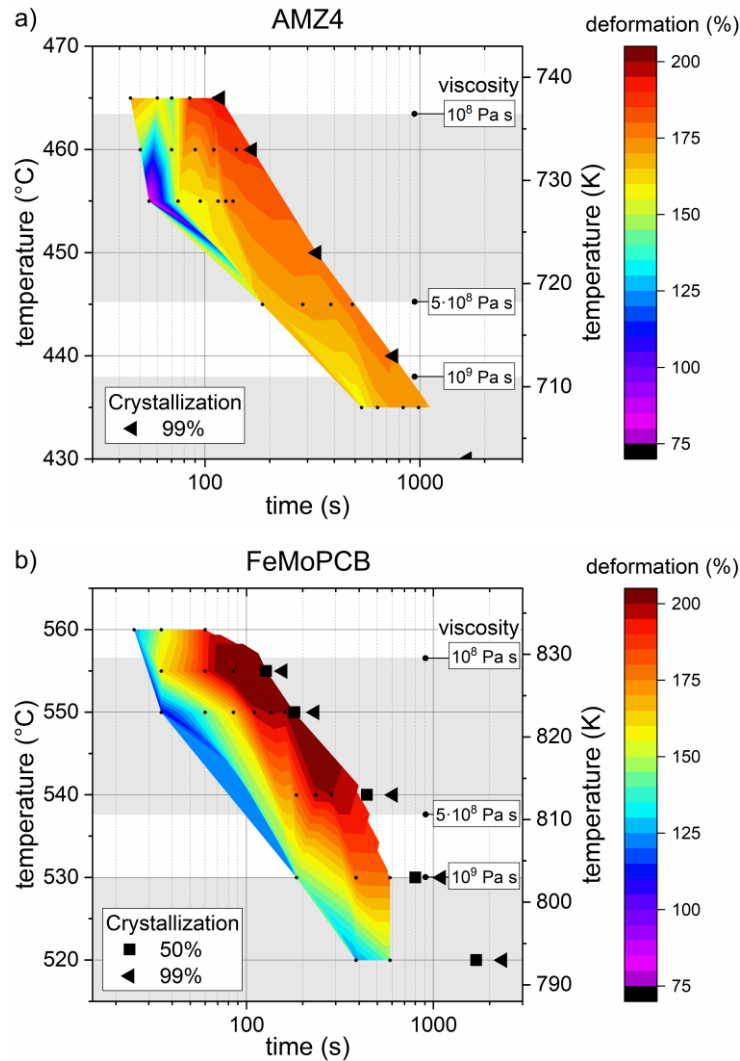 a)
AMZ4
deformation (%)
470
460
450
440
430
temperature (°C)
100
1000
time (s)
740
730
720
710
temperature (K)
viscosity
10⁸ Pa s
5·10⁸ Pa s
10⁹ Pa s
Crystallization
99%
200
175
150
125
100
75
b)
FeMoPCB
deformation (%)
560
550
540
530
520
temperature (°C)
100
1000
time (s)
830
820
810
800
790
temperature (K)
viscosity
10⁸ Pa s
5·10⁸ Pa s
10⁹ Pa s
Crystallization
50%
99%
200
175
150
125
100
75